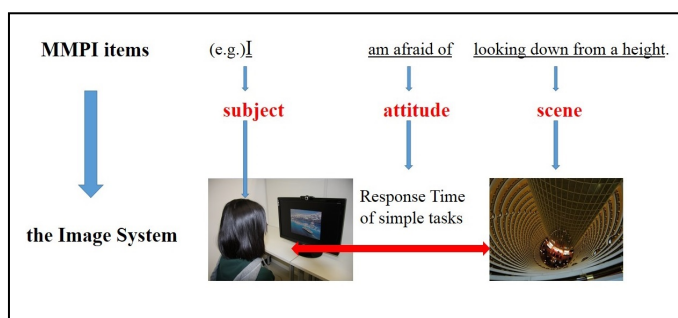 MMPI items (e.g.)I am afraid of looking down from a height.
subject attitude scene
Response Time
of simple tasks
the Image System